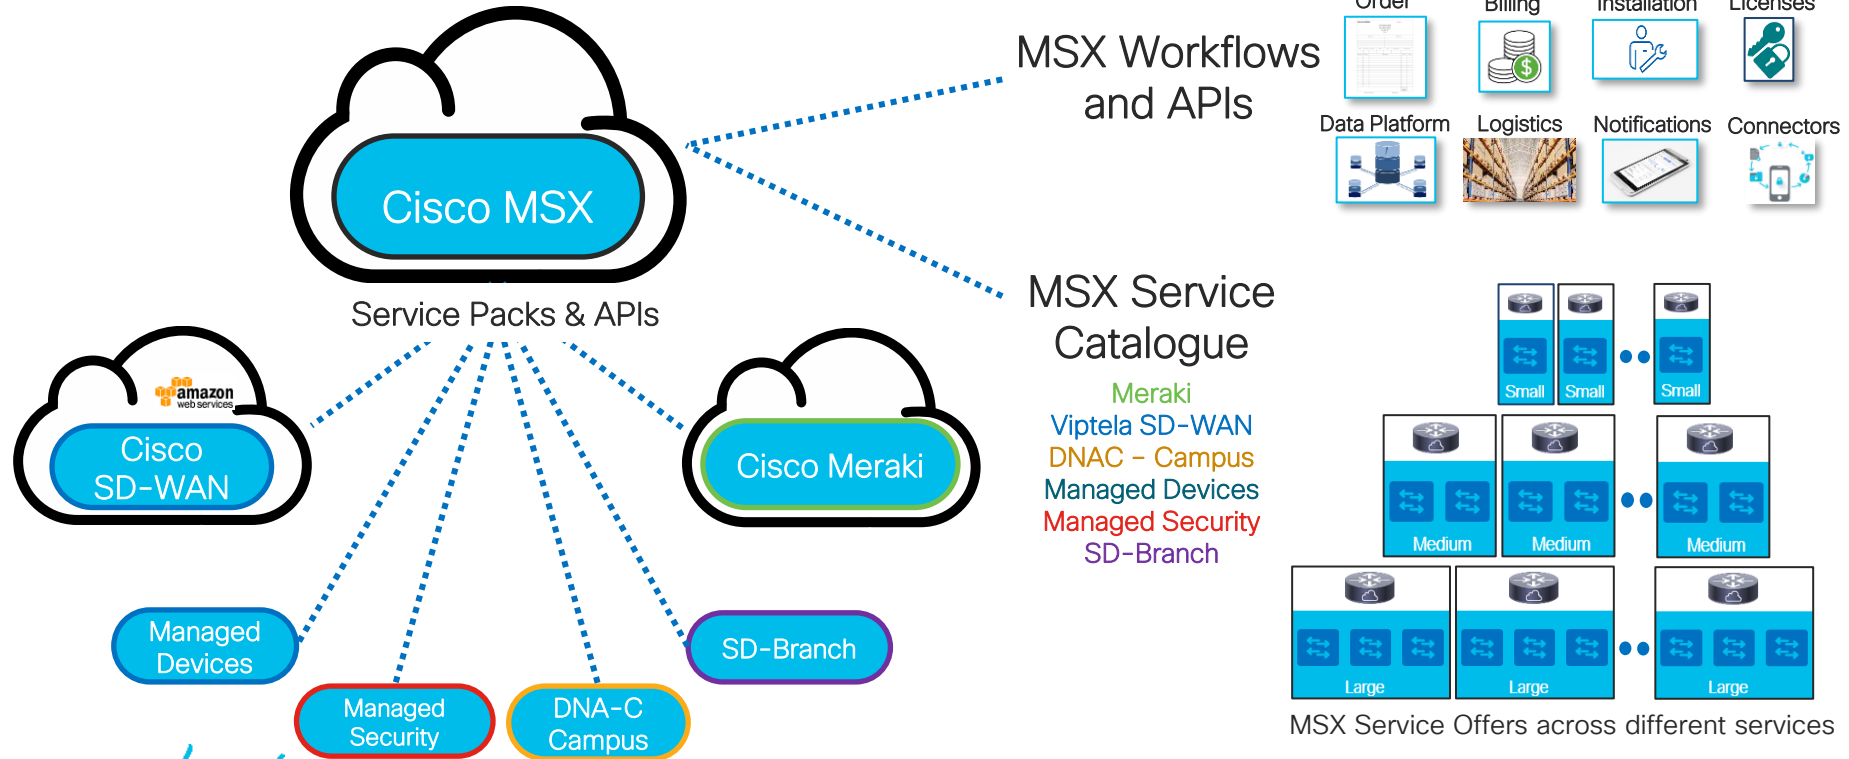 Order
Billing
Installation
Licenses
MSX Workflows
and APIs
Data Platform
Logistics
Notifications
Connectors
Cisco MSX
Service Packs & APIs
amazon
web services
Cisco
SD-WAN
Cisco Meraki
Managed
Devices
Managed
Security
DNA-C
Campus
SD-Branch
MSX Service
Catalogue
Meraki
Viptela SD-WAN
DNAC - Campus
Managed Devices
Managed Security
SD-Branch
Small
Small
Small
Medium
Medium
Medium
Large
Large
Large
MSX Service Offers across different services